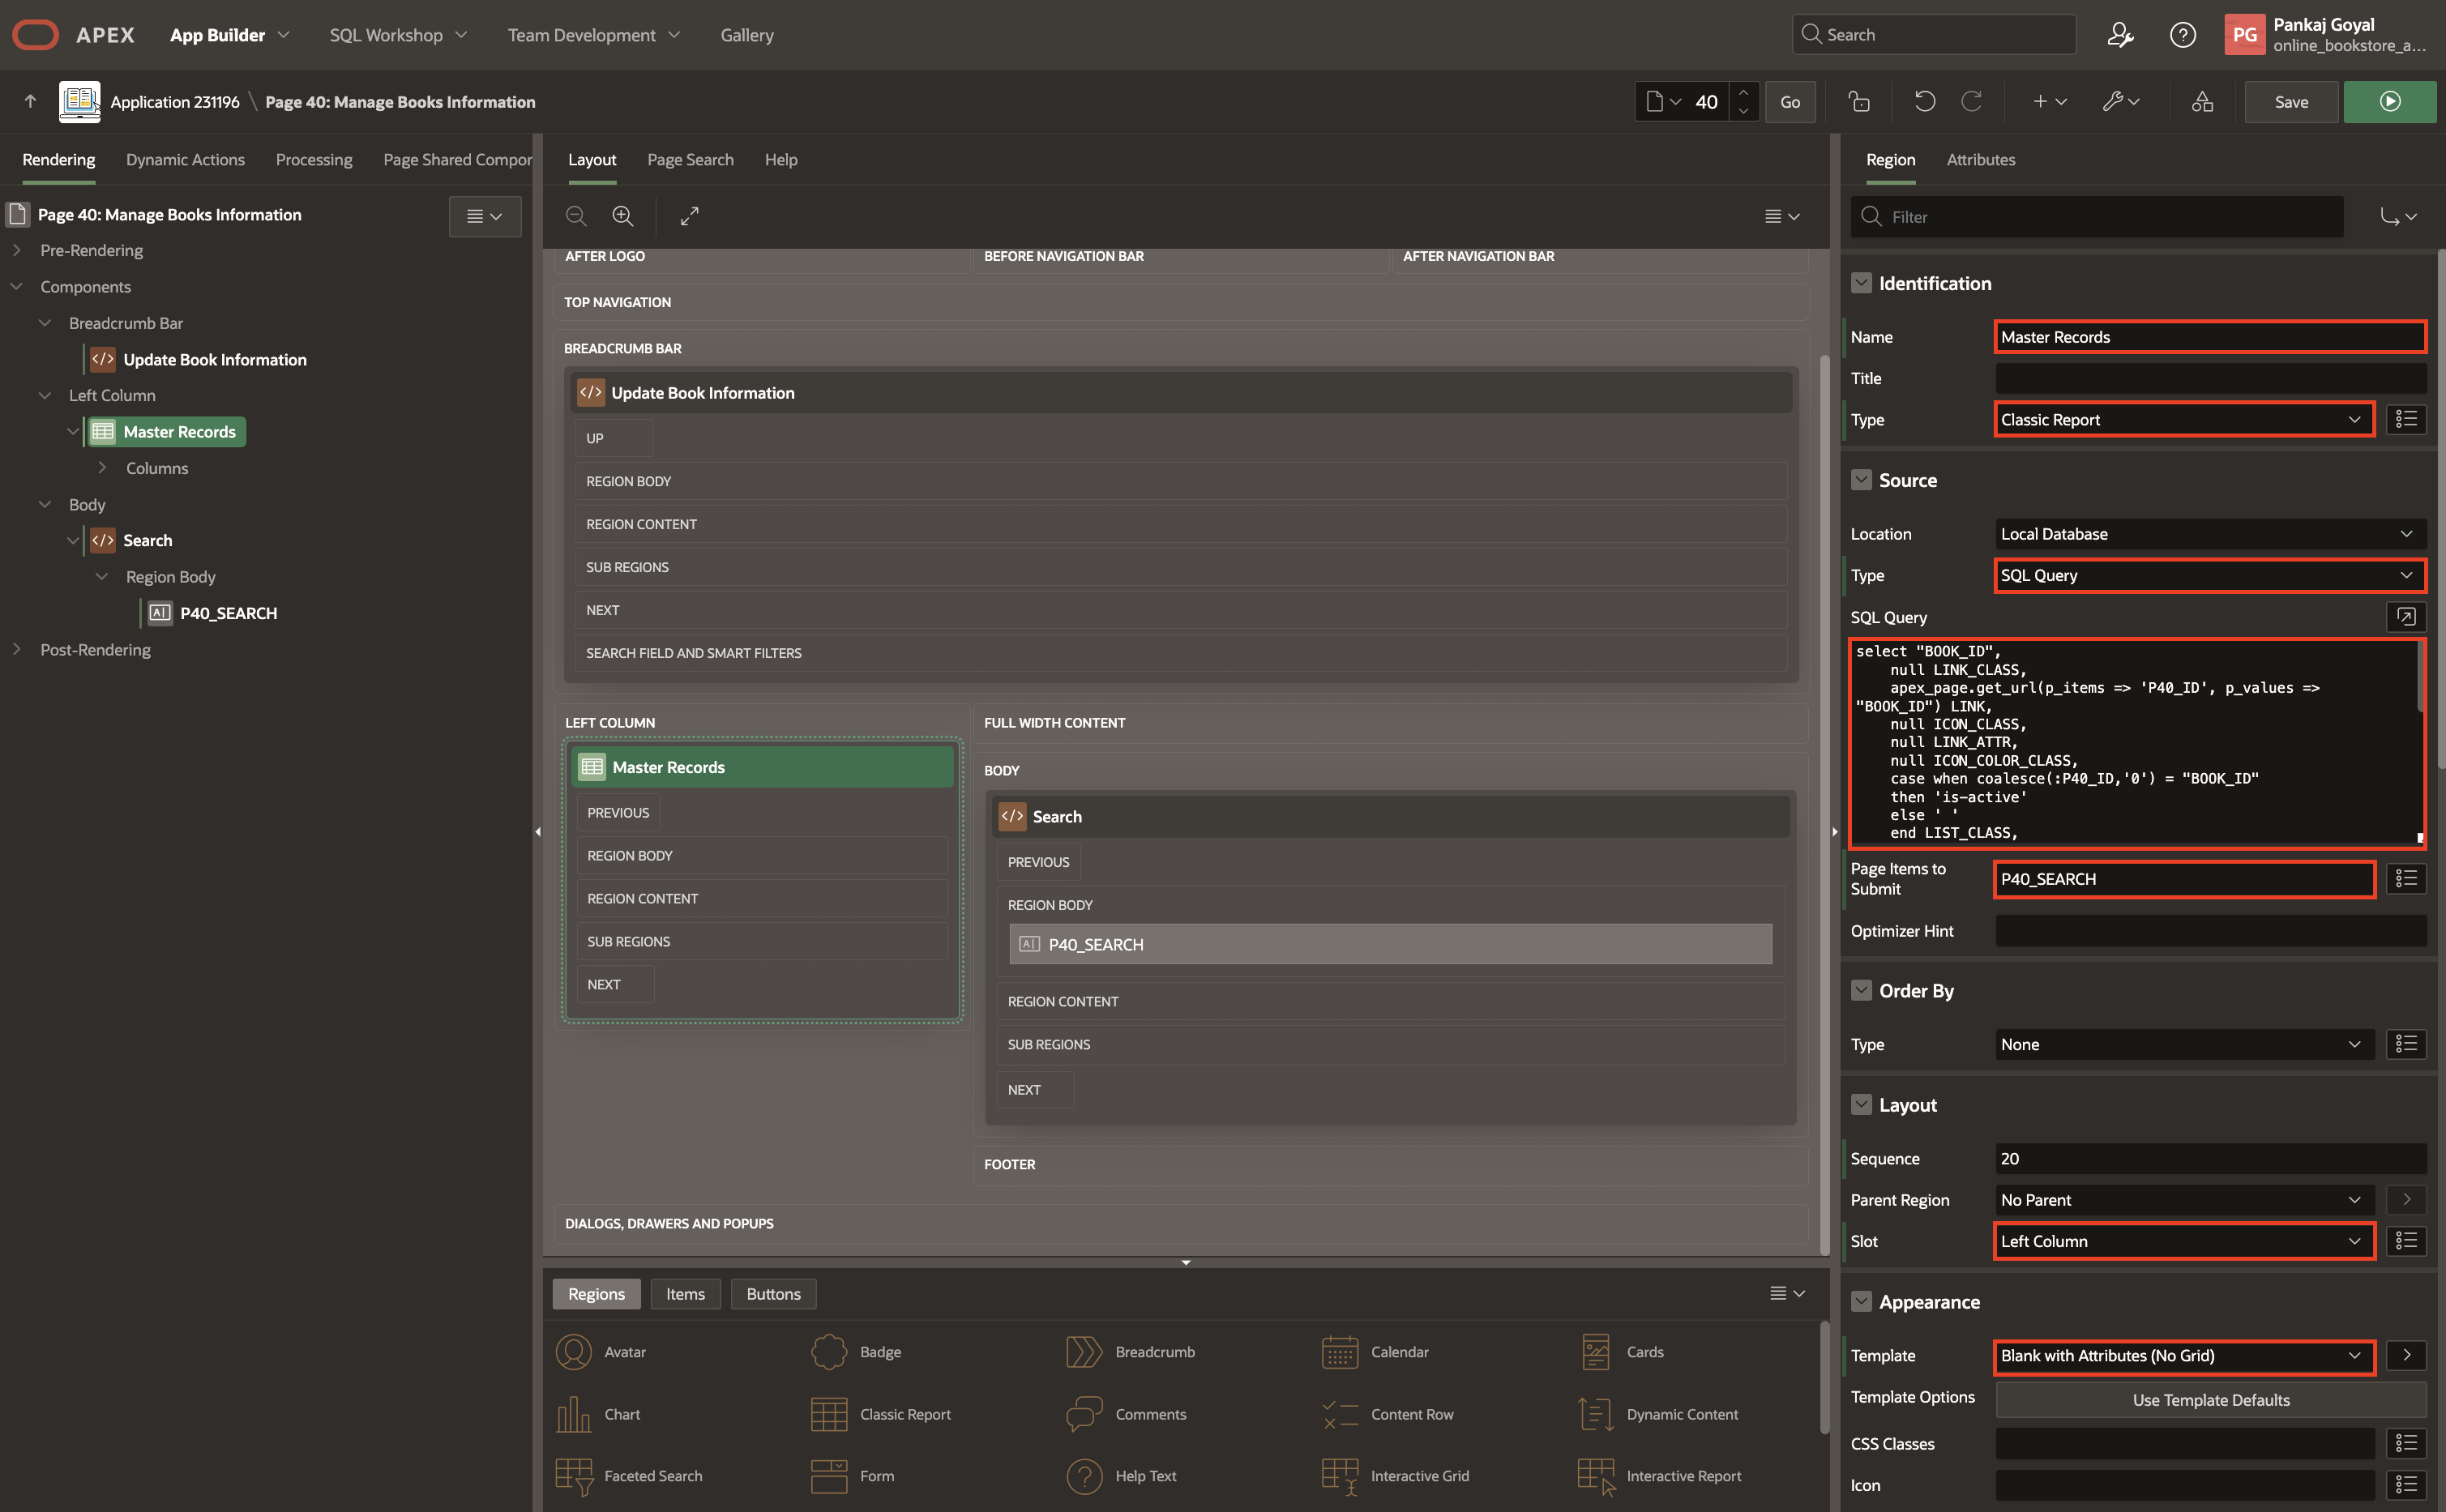 APEX App Builder SQL Workshop Team Development Gallery Search PG Pankaj Goyal
online_bookstore_a...
Application 231196 \ Page 40: Manage Books Information 40 Go Save
Rendering Dynamic Actions Processing Page Shared Compor
Page 40: Manage Books Information
Pre-Rendering
Components
Breadcrumb Bar
</> Update Book Information
Left Column
Master Records
Columns
Body
</> Search
Region Body
P40_SEARCH
Post-Rendering
Layout Page Search Help
AFTER LOGO BEFORE NAVIGATION BAR AFTER NAVIGATION BAR
TOP NAVIGATION
BREADCRUMB BAR
</> Update Book Information
UP
REGION BODY
REGION CONTENT
SUB REGIONS
NEXT
SEARCH FIELD AND SMART FILTERS
LEFT COLUMN
Master Records
PREVIOUS
REGION BODY
REGION CONTENT
SUB REGIONS
NEXT
FULL WIDTH CONTENT
BODY
</> Search
PREVIOUS
REGION BODY
P40_SEARCH
REGION CONTENT
SUB REGIONS
NEXT
FOOTER
DIALOGS, DRAWERS AND POPUPS
Regions Items Buttons
Avatar Badge Breadcrumb Calendar Cards
Chart Classic Report Comments Content Row Dynamic Content
Faceted Search Form Help Text Interactive Grid Interactive Report
Region Attributes
Filter
Identification
Name Master Records
Title
Type Classic Report
Source
Location Local Database
Type SQL Query
SQL Query
select "BOOK_ID",
null LINK_CLASS,
apex_page.get_url(p_items => 'P40_ID', p_values =>
"BOOK_ID") LINK,
null ICON_CLASS,
null LINK_ATTR,
null ICON_COLOR_CLASS,
case when coalesce(:P40_ID,'0') = "BOOK_ID"
then 'is-active'
else ' '
end LIST_CLASS,
Page Items to
Submit P40_SEARCH
Optimizer Hint
Order By
Type None
Layout
Sequence 20
Parent Region No Parent
Slot Left Column
Appearance
Template Blank with Attributes (No Grid)
Template Options Use Template Defaults
CSS Classes
Icon